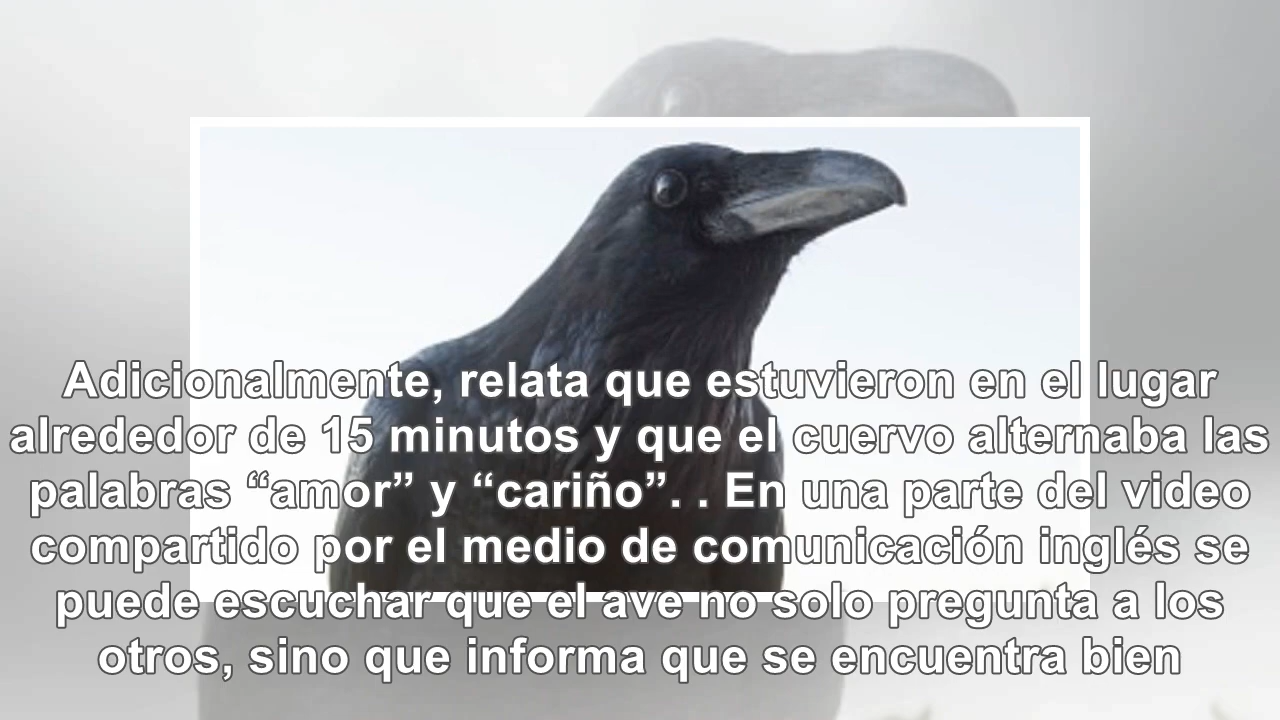 Adicionalmente, relata que estuvieron en el lugar
alrededor de 15 minutos y que el cuervo alternaba las
palabras “amor” y “cariño”. . En una parte del video
compartido por el medio de comunicación inglés se
puede escuchar que el ave no solo pregunta a los
otros, sino que informa que se encuentra bien